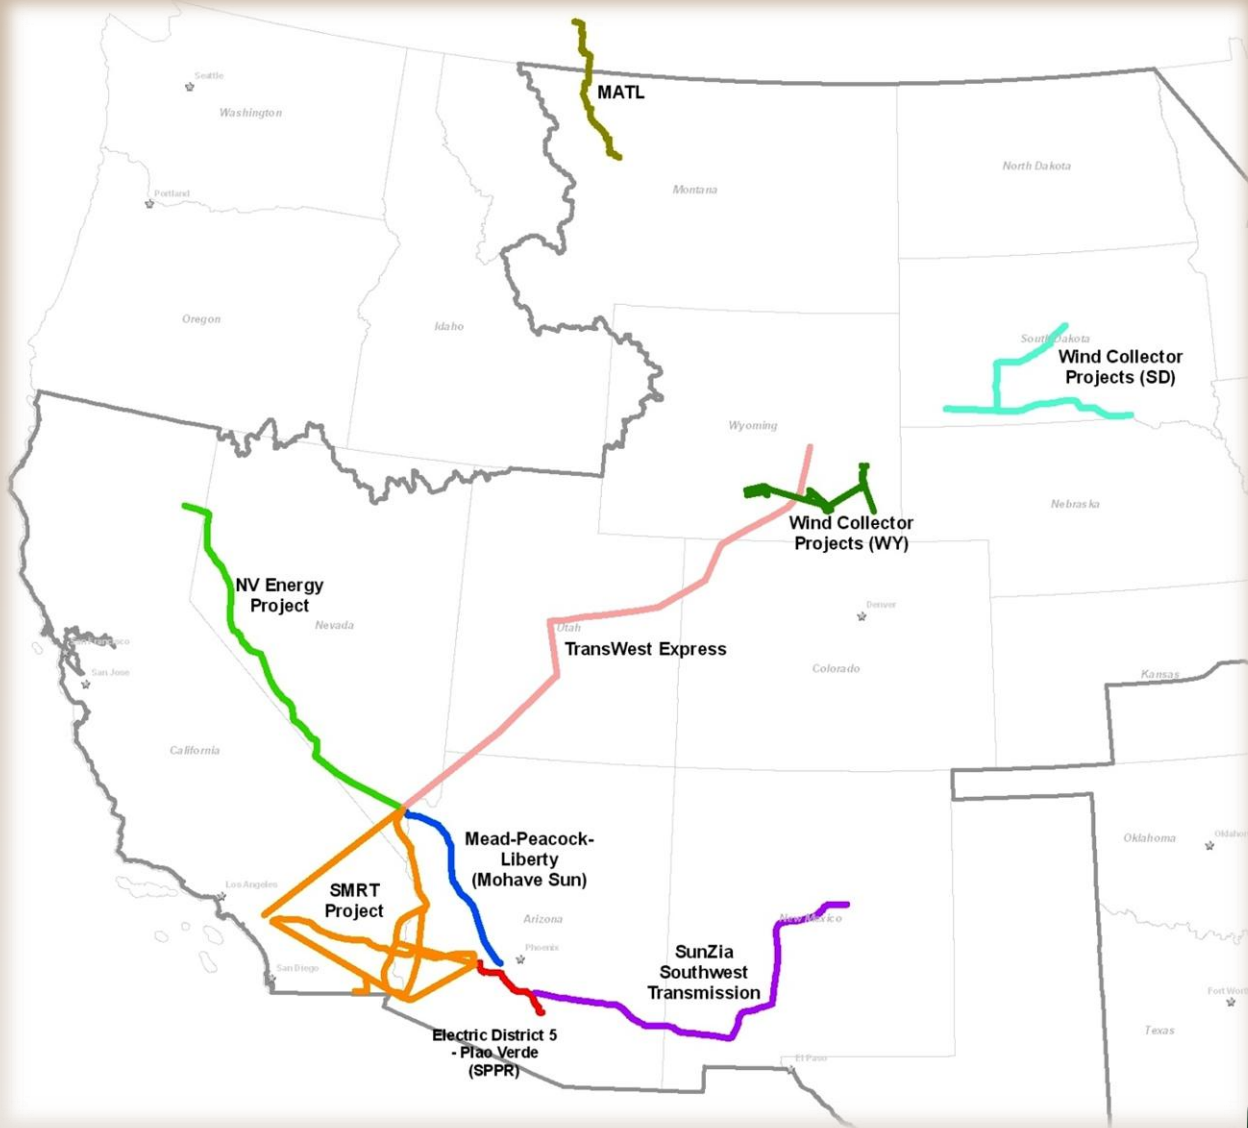 MATL
Seattle
Washington
North Dakota
Montana
Portland
Oregon
Idaho
South Dakota
Wind Collector
Projects (SD)
Wyoming
Nebraska
Wind Collector
Projects (WY)
NV Energy
Project
Nevada
Denver
Utah
TransWest Express
Colorado
San Francisco
San Jose
Kansas
California
Mead-Peacock-
Liberty
(Mohave Sun)
Oklahoma
Los Angeles
SMRT
Project
Arizona
New Mexico
Phoenix
SunZia
Southwest
Transmission
San Diego
Electric District 5
- Plao Verde
(SPPR)
Texas
El Paso